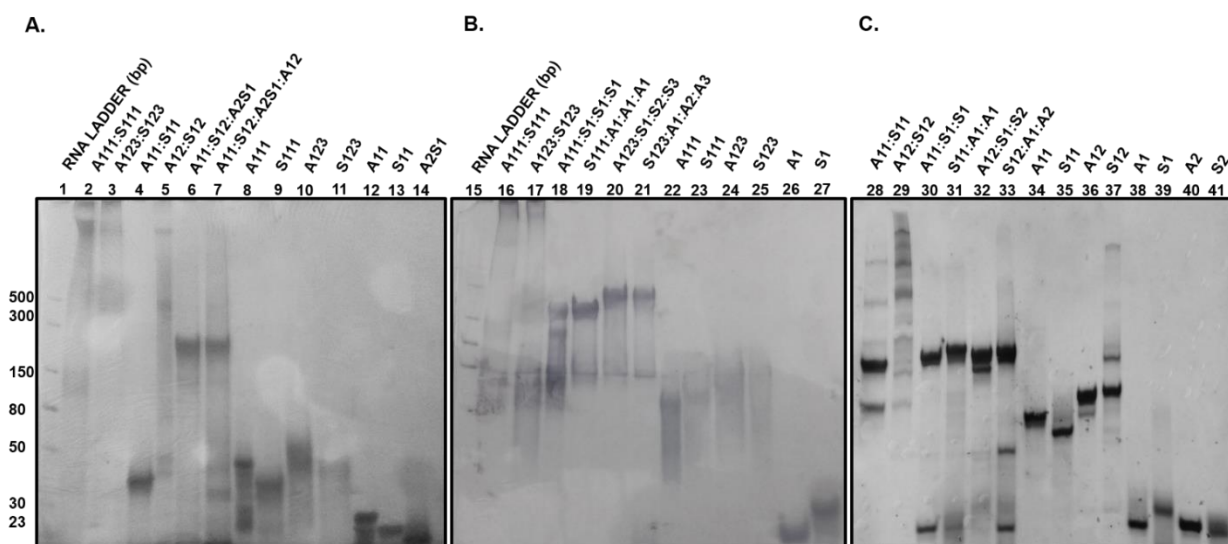 A.
RNA LADDER (bp)
A111:S111
A123:S123
A11:S11
A12:S12
A11:S12:A2S1
A11:S12:A2S1:A12
A111
S111
A123
S123
A11
S11
A2S1
1 2 3 4 5 6 7 8 9 10 11 12 13 14
500
300
150
80
50
30
23
B.
RNA LADDER (bp)
A111:S111
A123:S123
A111:S1:S1:S1
S111:A1:A1:A1
A123:S1:S2:S3
S123:A1:A2:A3
A111
S111
A123
S123
A1
S1
15 16 17 18 19 20 21 22 23 24 25 26 27
C.
A11:S11
A12:S12
A11:S1:S1
S11:A1:A1
A12:S1:S2
S12:A1:A2
A11
S11
A12
S12
A1
S1
A2
S2
28 29 30 31 32 33 34 35 36 37 38 39 40 41